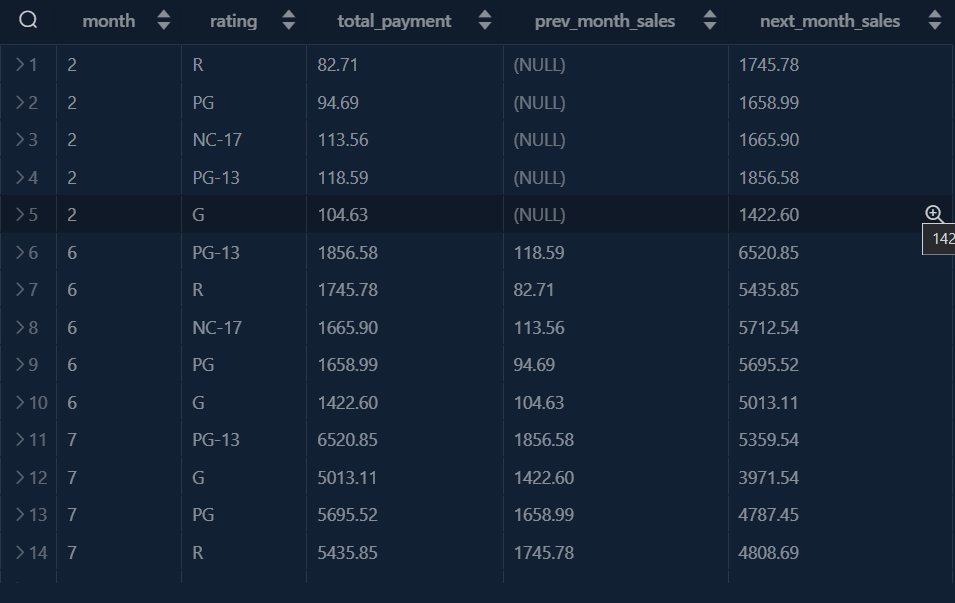 month rating total_payment prev_month_sales next_month_sales
1 2 R 82.71 (NULL) 1745.78
2 2 PG 94.69 (NULL) 1658.99
3 2 NC-17 113.56 (NULL) 1665.90
4 2 PG-13 118.59 (NULL) 1856.58
5 2 G 104.63 (NULL) 1422.60
142
6 6 PG-13 1856.58 118.59 6520.85
7 6 R 1745.78 82.71 5435.85
8 6 NC-17 1665.90 113.56 5712.54
9 6 PG 1658.99 94.69 5695.52
10 6 G 1422.60 104.63 5013.11
11 7 PG-13 6520.85 1856.58 5359.54
12 7 G 5013.11 1422.60 3971.54
13 7 PG 5695.52 1658.99 4787.45
14 7 R 5435.85 1745.78 4808.69